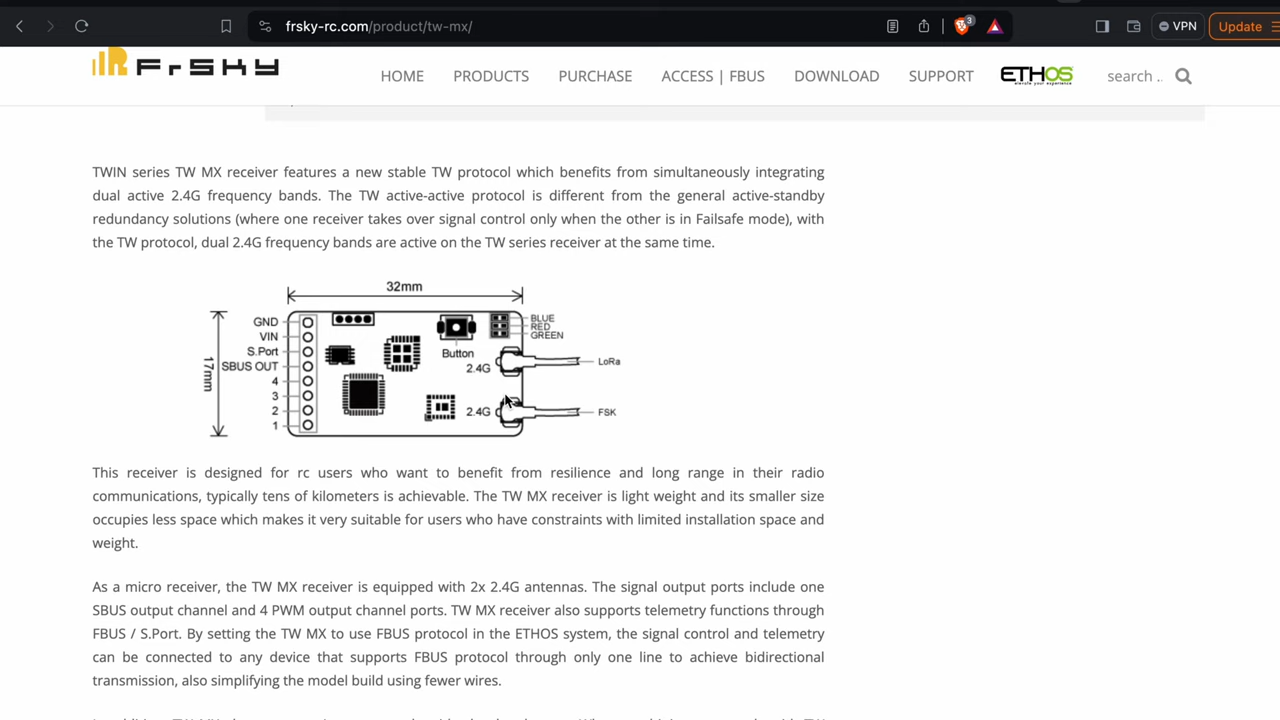 frsky-rc.com/product/tw-mx/
3
VPN
Update
FrSKY
HOME
PRODUCTS
PURCHASE
ACCESS | FBUS
DOWNLOAD
SUPPORT
ETHOS
search ..
TWIN series TW MX receiver features a new stable TW protocol which benefits from simultaneously integrating
dual active 2.4G frequency bands. The TW active-active protocol is different from the general active-standby
redundancy solutions (where one receiver takes over signal control only when the other is in Failsafe mode), with
the TW protocol, dual 2.4G frequency bands are active on the TW series receiver at the same time.
32mm
17mm
GND
VIN
S.Port
SBUS OUT
4
3
2
1
Button
BLUE
RED
GREEN
2.4G
LoRa
2.4G
FSK
This receiver is designed for rc users who want to benefit from resilience and long range in their radio
communications, typically tens of kilometers is achievable. The TW MX receiver is light weight and its smaller size
occupies less space which makes it very suitable for users who have constraints with limited installation space and
weight.
As a micro receiver, the TW MX receiver is equipped with 2x 2.4G antennas. The signal output ports include one
SBUS output channel and 4 PWM output channel ports. TW MX receiver also supports telemetry functions through
FBUS / S.Port. By setting the TW MX to use FBUS protocol in the ETHOS system, the signal control and telemetry
can be connected to any device that supports FBUS protocol through only one line to achieve bidirectional
transmission, also simplifying the model build using fewer wires.